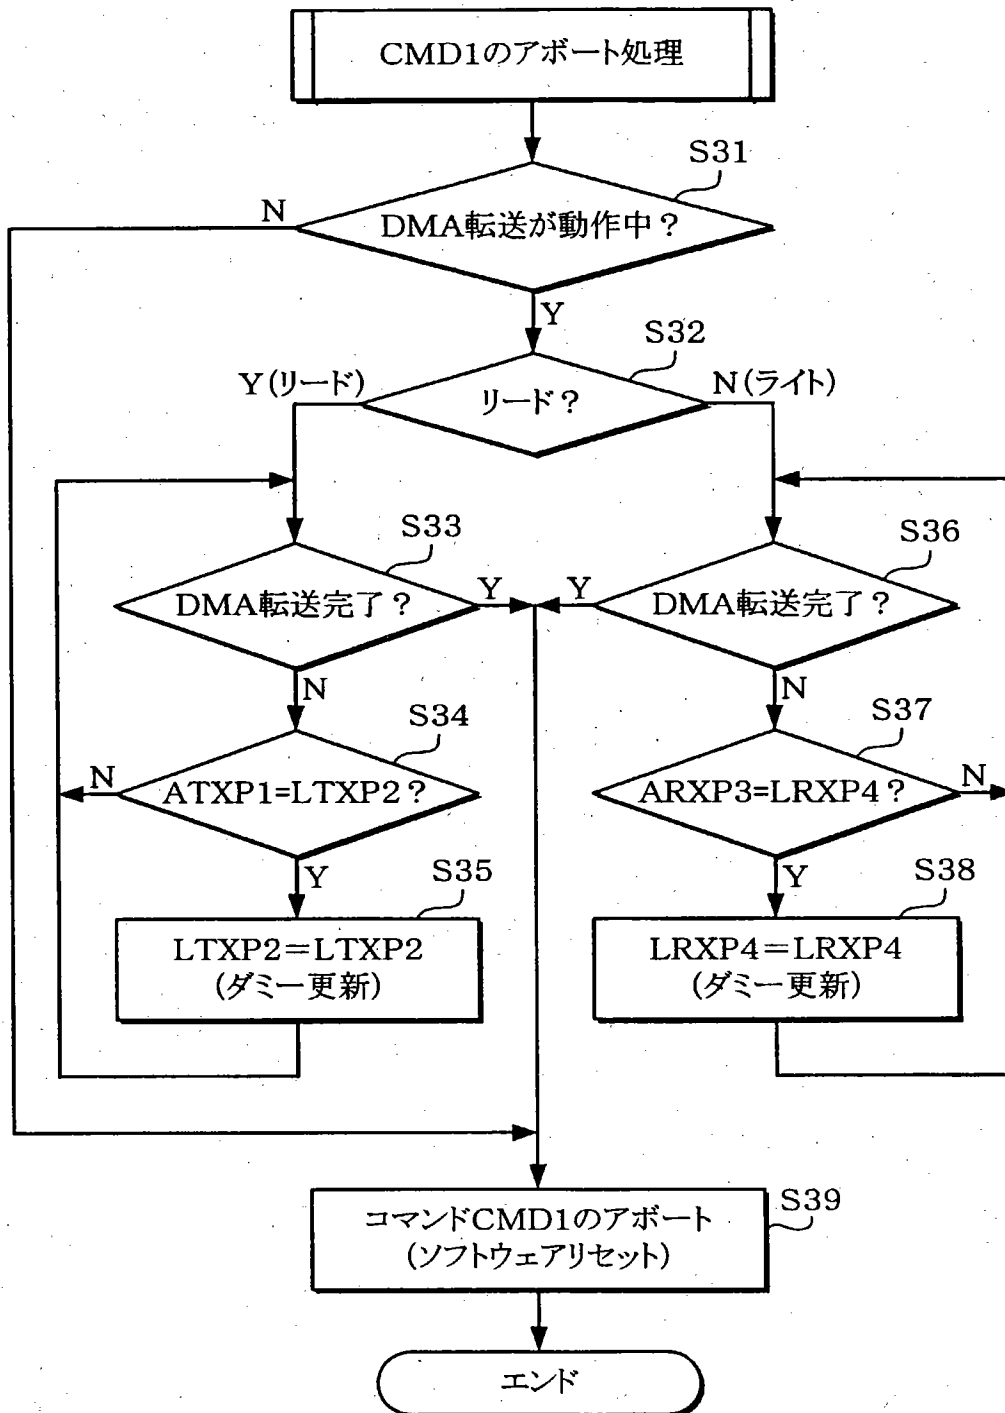 CMD1のアボート処理
S31
N
DMA転送が動作中？
Y
S32
Y(リード)
N(ライト)
リード？
S33
S36
DMA転送完了？
Y
Y
DMA転送完了？
N
N
S34
S37
N
ATXP1=LTXP2？
ARXP3=LRXP4？
N
Y
S35
Y
S38
LTXP2=LTXP2
(ダミー更新)
LRXP4=LRXP4
(ダミー更新)
S39
コマンドCMD1のアボート
(ソフトウェアリセット)
エンド